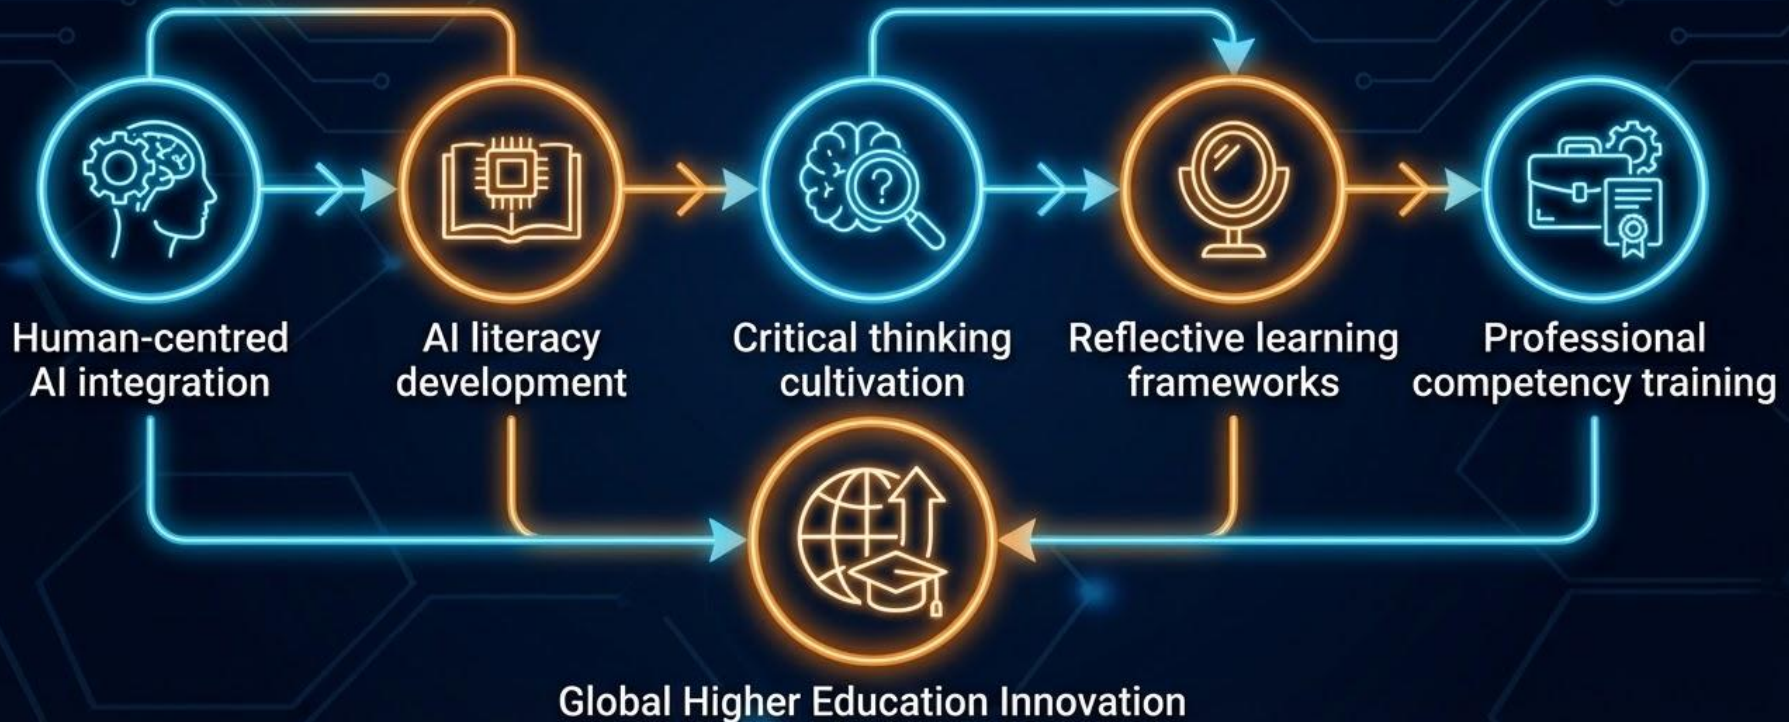 Human-centred
AI integration
AI literacy
development
Critical thinking
cultivation
Reflective learning
frameworks
Professional
competency training
?
Global Higher Education Innovation